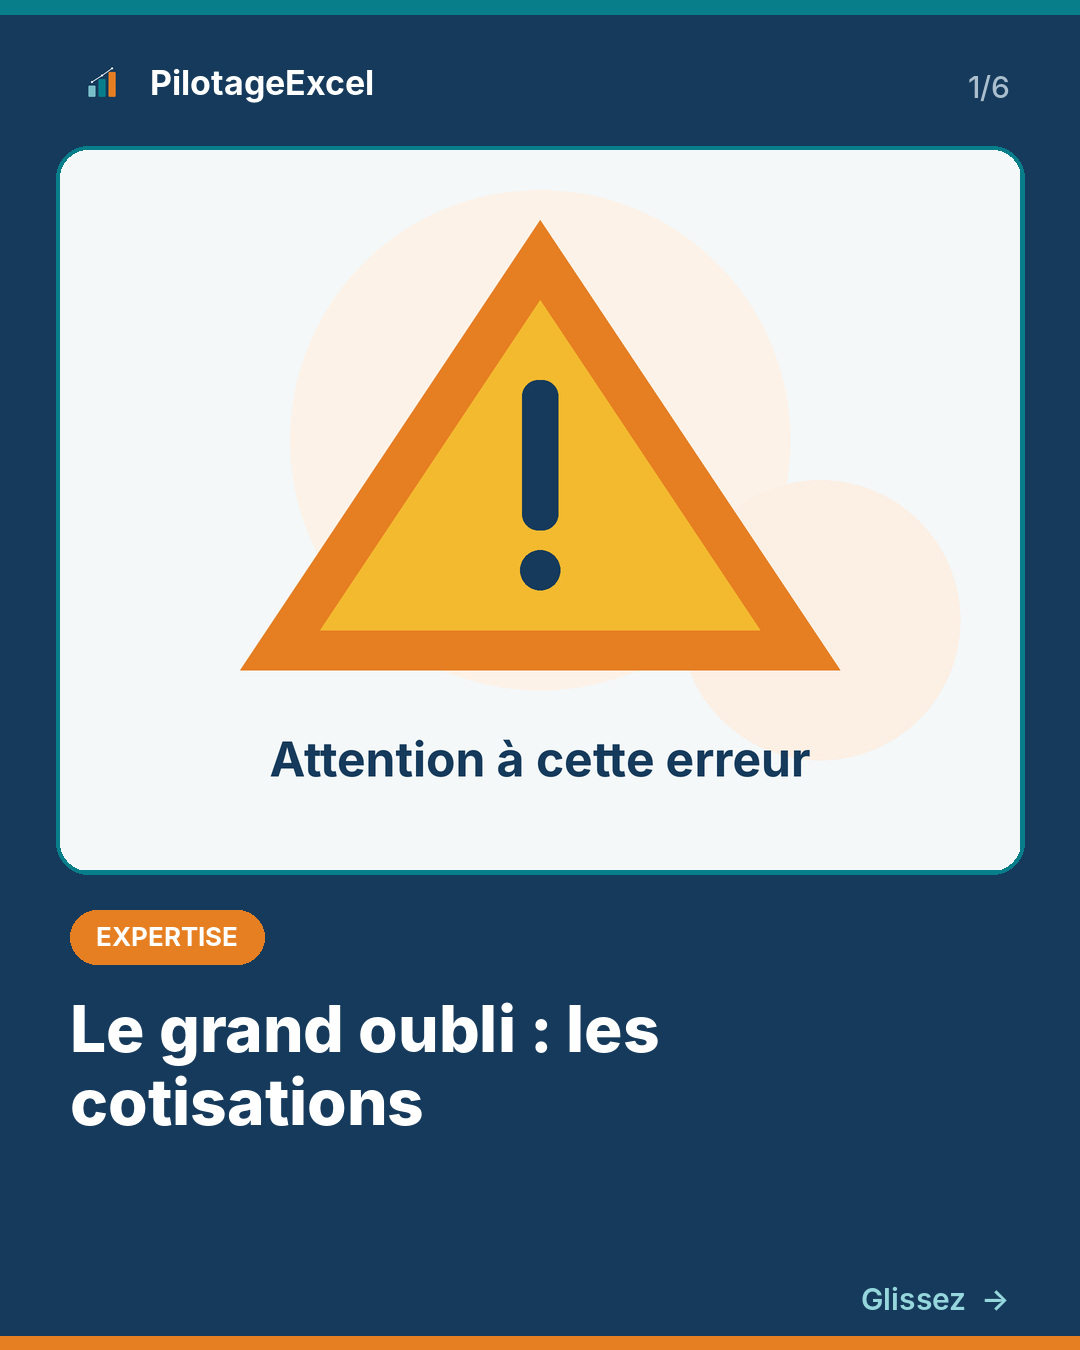 PilotageExcel
1/6
Attention à cette erreur
EXPERTISE
Le grand oubli : les
cotisations
Glissez →